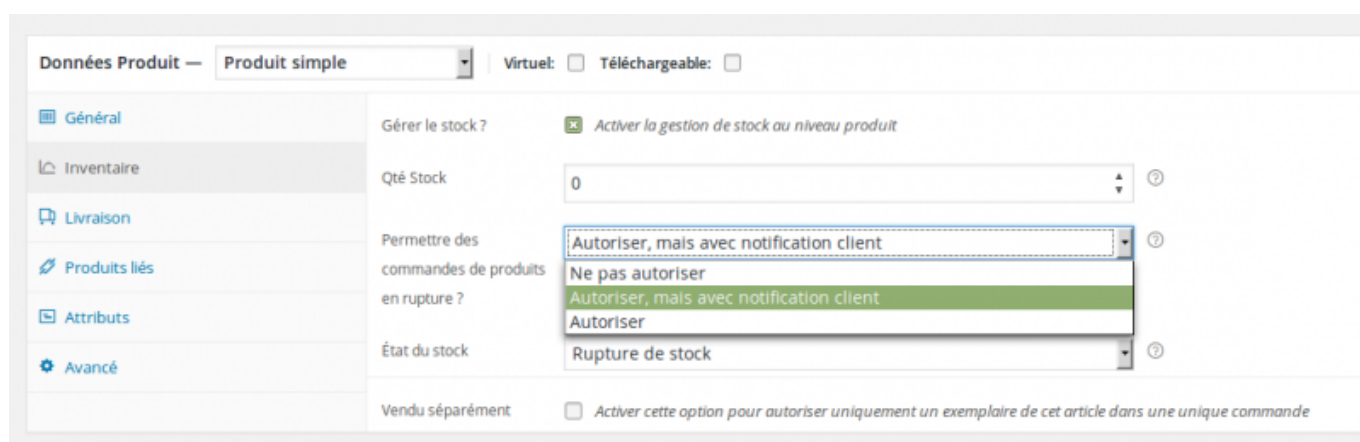 Données Produit — Produit simple Virtuel: Téléchargeable:
Général
Inventaire
Livraison
Produits liés
Attributs
Avancé
Gérer le stock ? Activer la gestion de stock au niveau produit
Qté Stock 0
Permettre des
commandes de produits
en rupture ?
Autoriser, mais avec notification client
Ne pas autoriser
Autoriser, mais avec notification client
Autoriser
État du stock Rupture de stock
Vendu séparément Activer cette option pour autoriser uniquement un exemplaire de cet article dans une unique commande